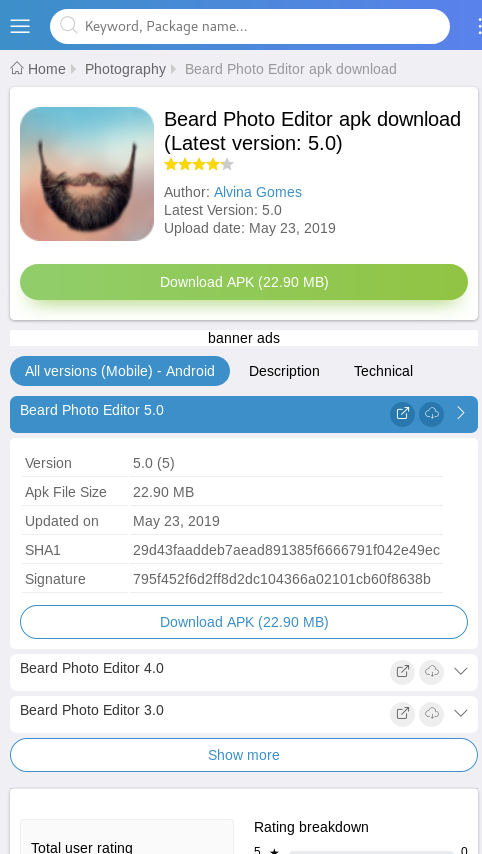 Keyword, Package name...
Home Photography Beard Photo Editor apk download
Beard Photo Editor apk download
(Latest version: 5.0)
Author: Alvina Gomes
Latest Version: 5.0
Upload date: May 23, 2019
Download APK (22.90 MB)
banner ads
All versions (Mobile) - Android Description Technical
Beard Photo Editor 5.0
Version 5.0 (5)
Apk File Size 22.90 MB
Updated on May 23, 2019
SHA1 29d43faaddeb7aead891385f6666791f042e49ec
Signature 795f452f6d2ff8d2dc104366a02101cb60f8638b
Download APK (22.90 MB)
Beard Photo Editor 4.0
Beard Photo Editor 3.0
Show more
Rating breakdown
Total user rating
5 ★ 0